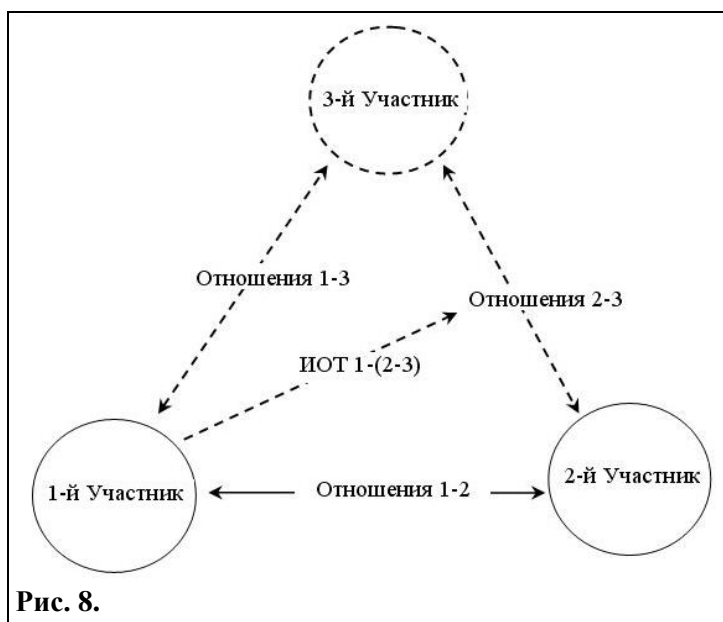 3-й Участник
Отношения 1-3
Отношения 2-3
ИОТ 1-(2-3)
1-й Участник
Отношения 1-2
2-й Участник
Рис. 8.